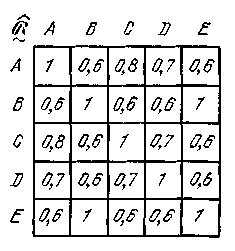 ℛ̂ A B C D E
A 1 0,6 0,8 0,7 0,6
B 0,6 1 0,6 0,6 1
C 0,8 0,6 1 0,7 0,6
D 0,7 0,6 0,7 1 0,6
E 0,6 1 0,6 0,6 1